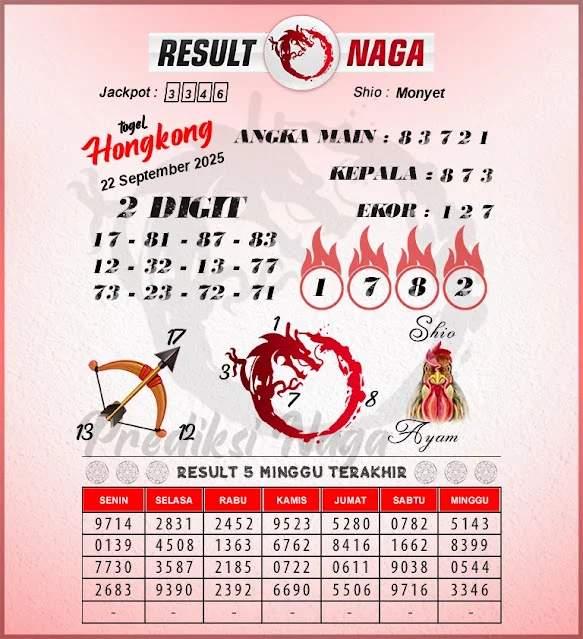 RESULT NAGA
Jackpot : 3 3 4 6
Shio : Monyet
togel
Hongkong
22 September 2025
ANGKA MAIN : 8 3 7 2 1
KEPALA : 8 7 3
EKOR : 1 2 7
2 DIGIT
17 - 81 - 87 - 83
12 - 32 - 13 - 77
73 - 23 - 72 - 71
1 7 8 2
17
13
12
1
3
7
8
Shio
Ayam
Prediksi Naga
RESULT 5 MINGGU TERAKHIR
SENIN SELASA RABU KAMIS JUMAT SABTU MINGGU
9714 2831 2452 9523 5280 0782 5143
0139 4508 1363 6762 8416 1662 8399
7730 3587 2185 0722 0611 9038 0544
2683 9390 2392 6690 5506 9716 3346
- - - - - - -